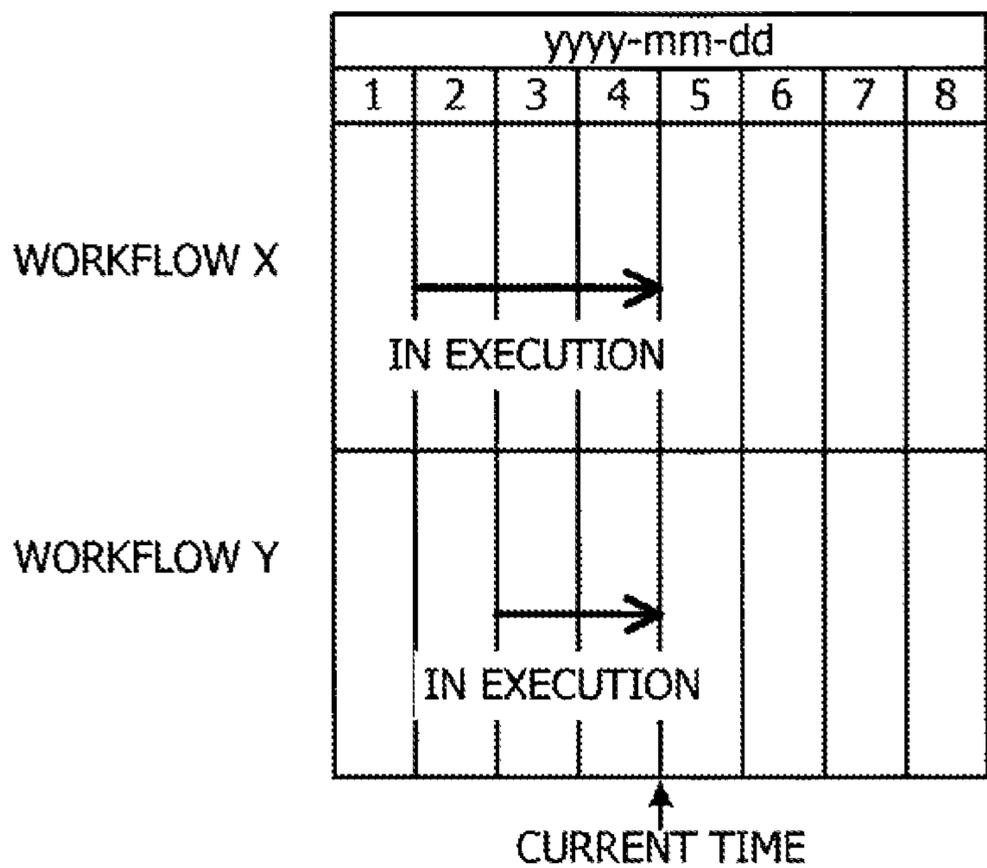 yyyy-mm-dd
1 2 3 4 5 6 7 8
WORKFLOW X
IN EXECUTION
WORKFLOW Y
IN EXECUTION
CURRENT TIME